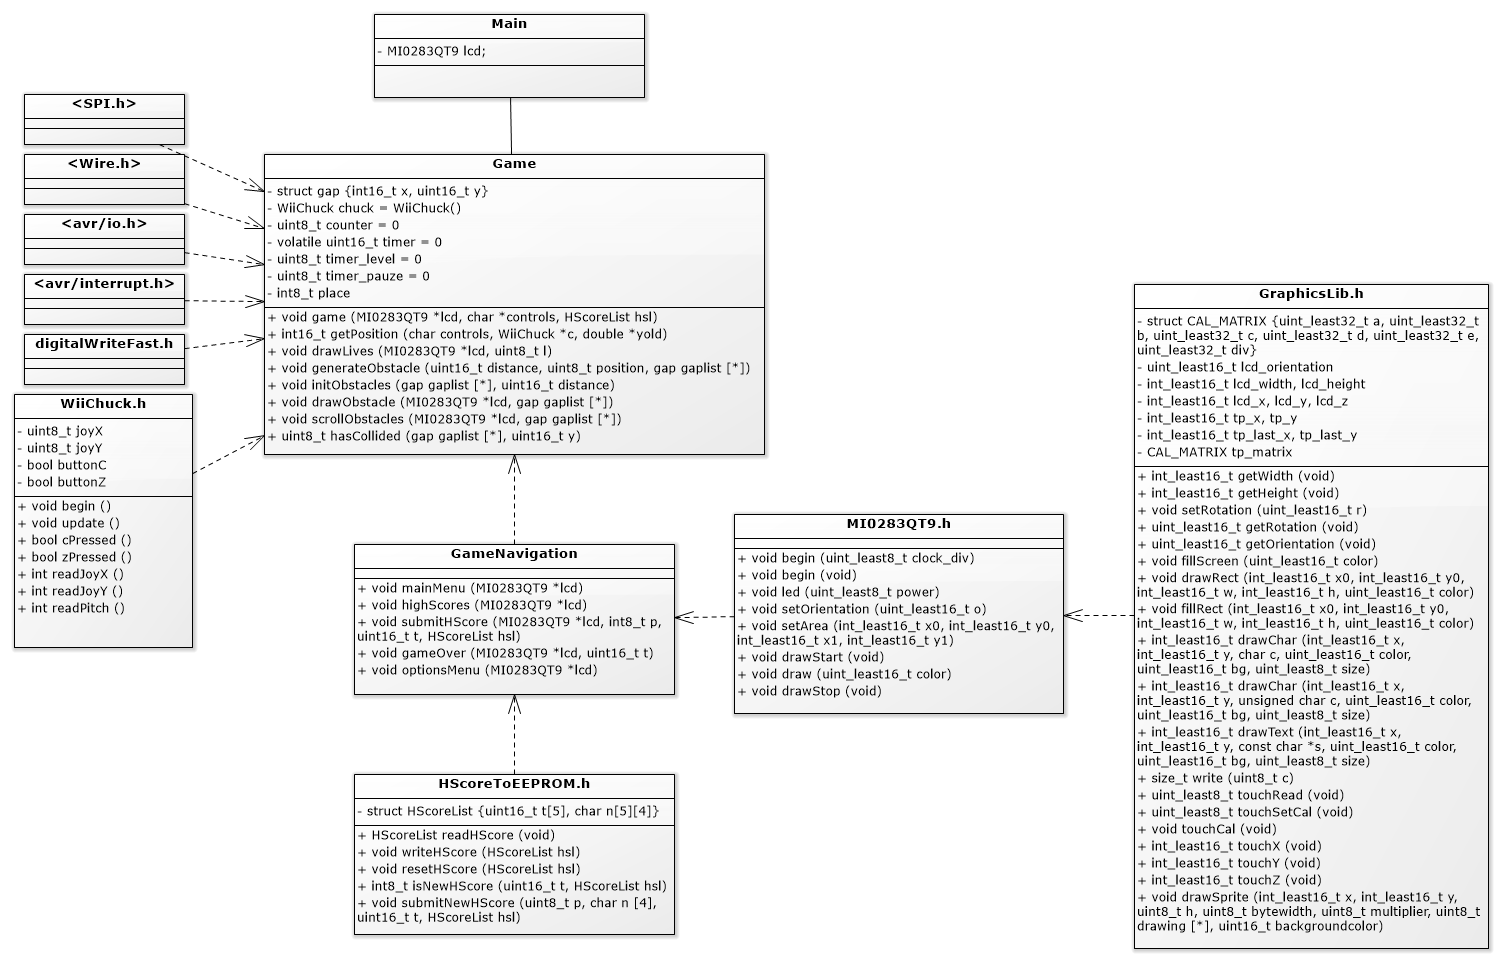 Main
- MI0283QT9 lcd;
<SPI.h>
<Wire.h>
<avr/io.h>
<avr/interrupt.h>
digitalWriteFast.h
WiiChuck.h
- uint8_t joyX
- uint8_t joyY
- bool buttonC
- bool buttonZ
+ void begin ()
+ void update ()
+ bool cPressed ()
+ bool zPressed ()
+ int readJoyX ()
+ int readJoyY ()
+ int readPitch ()
Game
- struct gap {int16_t x, uint16_t y}
- WiiChuck chuck = WiiChuck()
- uint8_t counter = 0
- volatile uint16_t timer = 0
- uint8_t timer_level = 0
- uint8_t timer_pauze = 0
- int8_t place
+ void game (MI0283QT9 *lcd, char *controls, HScoreList hsl)
+ int16_t getPosition (char controls, WiiChuck *c, double *yold)
+ void drawLives (MI0283QT9 *lcd, uint8_t l)
+ void generateObstacle (uint16_t distance, uint8_t position, gap gaplist [*])
+ void initObstacles (gap gaplist [*], uint16_t distance)
+ void drawObstacle (MI0283QT9 *lcd, gap gaplist [*])
+ void scrollObstacles (MI0283QT9 *lcd, gap gaplist [*])
+ uint8_t hasCollided (gap gaplist [*], uint16_t y)
GameNavigation
+ void mainMenu (MI0283QT9 *lcd)
+ void highScores (MI0283QT9 *lcd)
+ void submitHScore (MI0283QT9 *lcd, int8_t p,
uint16_t t, HScoreList hsl)
+ void gameOver (MI0283QT9 *lcd, uint16_t t)
+ void optionsMenu (MI0283QT9 *lcd)
HScoreToEEPROM.h
- struct HScoreList {uint16_t t[5], char n[5][4]}
+ HScoreList readHScore (void)
+ void writeHScore (HScoreList hsl)
+ void resetHScore (HScoreList hsl)
+ int8_t isNewHScore (uint16_t t, HScoreList hsl)
+ void submitNewHScore (uint8_t p, char n [4],
uint16_t t, HScoreList hsl)
MI0283QT9.h
+ void begin (uint_least8_t clock_div)
+ void begin (void)
+ void led (uint_least8_t power)
+ void setOrientation (uint_least16_t o)
+ void setArea (int_least16_t x0, int_least16_t y0,
int_least16_t x1, int_least16_t y1)
+ void drawStart (void)
+ void draw (uint_least16_t color)
+ void drawStop (void)
GraphicsLib.h
- struct CAL_MATRIX {uint_least32_t a, uint_least32_t
b, uint_least32_t c, uint_least32_t d, uint_least32_t e,
uint_least32_t div}
- uint_least16_t lcd_orientation
- int_least16_t lcd_width, lcd_height
- int_least16_t lcd_x, lcd_y, lcd_z
- int_least16_t tp_x, tp_y
- int_least16_t tp_last_x, tp_last_y
- CAL_MATRIX tp_matrix
+ int_least16_t getWidth (void)
+ int_least16_t getHeight (void)
+ void setRotation (uint_least16_t r)
+ uint_least16_t getRotation (void)
+ uint_least16_t getOrientation (void)
+ void fillScreen (uint_least16_t color)
+ void drawRect (int_least16_t x0, int_least16_t y0,
int_least16_t w, int_least16_t h, uint_least16_t color)
+ void fillRect (int_least16_t x0, int_least16_t y0,
int_least16_t w, int_least16_t h, uint_least16_t color)
+ int_least16_t drawChar (int_least16_t x,
int_least16_t y, char c, uint_least16_t color,
uint_least16_t bg, uint_least8_t size)
+ int_least16_t drawChar (int_least16_t x,
int_least16_t y, unsigned char c, uint_least16_t color,
uint_least16_t bg, uint_least8_t size)
+ int_least16_t drawText (int_least16_t x,
int_least16_t y, const char *s, uint_least16_t color,
uint_least16_t bg, uint_least8_t size)
+ size_t write (uint8_t c)
+ uint_least8_t touchRead (void)
+ uint_least8_t touchSetCal (void)
+ void touchCal (void)
+ int_least16_t touchX (void)
+ int_least16_t touchY (void)
+ int_least16_t touchZ (void)
+ void drawSprite (int_least16_t x, int_least16_t y,
uint8_t h, uint8_t bytewidth, uint8_t multiplier, uint8_t
drawing [*], uint16_t backgroundcolor)